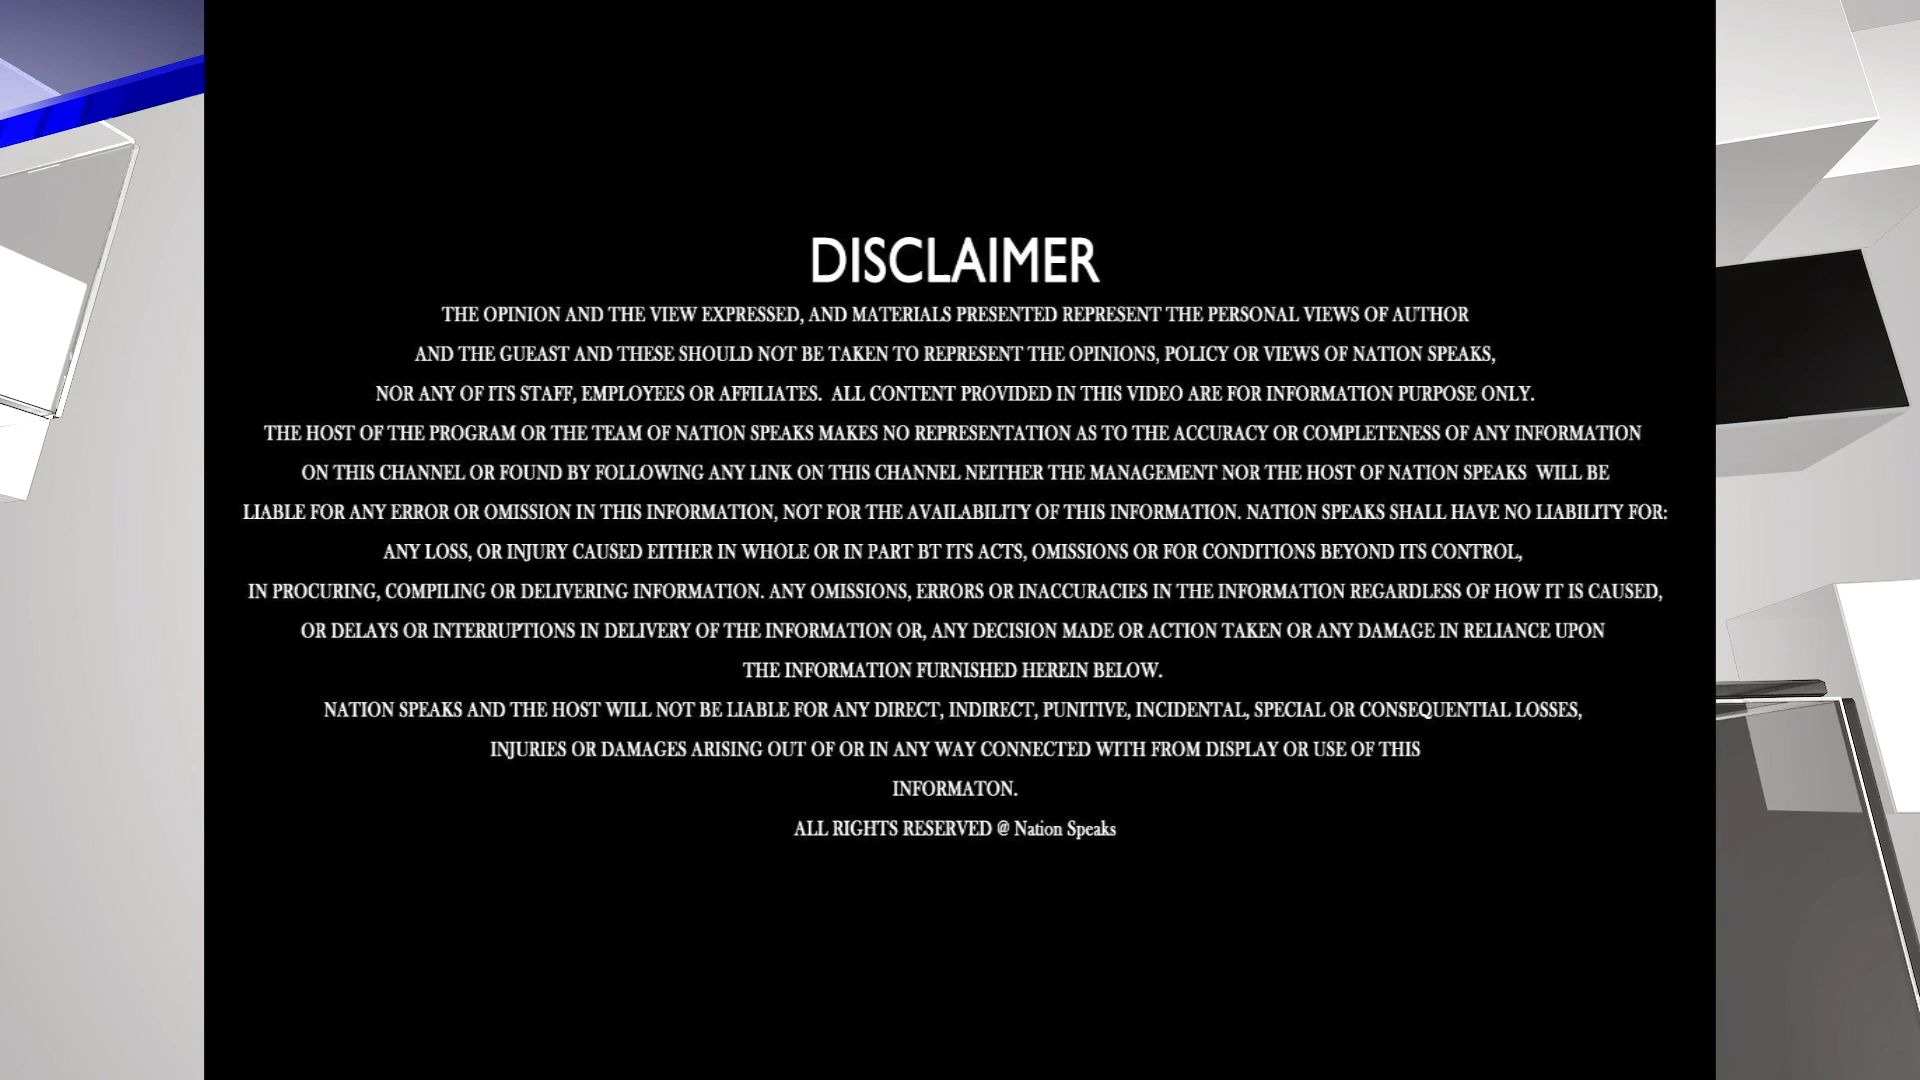 DISCLAIMER
THE OPINION AND THE VIEW EXPRESSED, AND MATERIALS PRESENTED REPRESENT THE PERSONAL VIEWS OF AUTHOR
AND THE GUEAST AND THESE SHOULD NOT BE TAKEN TO REPRESENT THE OPINIONS, POLICY OR VIEWS OF NATION SPEAKS,
NOR ANY OF ITS STAFF, EMPLOYEES OR AFFILIATES.  ALL CONTENT PROVIDED IN THIS VIDEO ARE FOR INFORMATION PURPOSE ONLY.
THE HOST OF THE PROGRAM OR THE TEAM OF NATION SPEAKS MAKES NO REPRESENTATION AS TO THE ACCURACY OR COMPLETENESS OF ANY INFORMATION
ON THIS CHANNEL OR FOUND BY FOLLOWING ANY LINK ON THIS CHANNEL NEITHER THE MANAGEMENT NOR THE HOST OF NATION SPEAKS  WILL BE
LIABLE FOR ANY ERROR OR OMISSION IN THIS INFORMATION, NOT FOR THE AVAILABILITY OF THIS INFORMATION. NATION SPEAKS SHALL HAVE NO LIABILITY FOR:
ANY LOSS, OR INJURY CAUSED EITHER IN WHOLE OR IN PART BT ITS ACTS, OMISSIONS OR FOR CONDITIONS BEYOND ITS CONTROL,
IN PROCURING, COMPILING OR DELIVERING INFORMATION. ANY OMISSIONS, ERRORS OR INACCURACIES IN THE INFORMATION REGARDLESS OF HOW IT IS CAUSED,
OR DELAYS OR INTERRUPTIONS IN DELIVERY OF THE INFORMATION OR, ANY DECISION MADE OR ACTION TAKEN OR ANY DAMAGE IN RELIANCE UPON
THE INFORMATION FURNISHED HEREIN BELOW.
NATION SPEAKS AND THE HOST WILL NOT BE LIABLE FOR ANY DIRECT, INDIRECT, PUNITIVE, INCIDENTAL, SPECIAL OR CONSEQUENTIAL LOSSES,
INJURIES OR DAMAGES ARISING OUT OF OR IN ANY WAY CONNECTED WITH FROM DISPLAY OR USE OF THIS
INFORMATON.
ALL RIGHTS RESERVED @ Nation Speaks